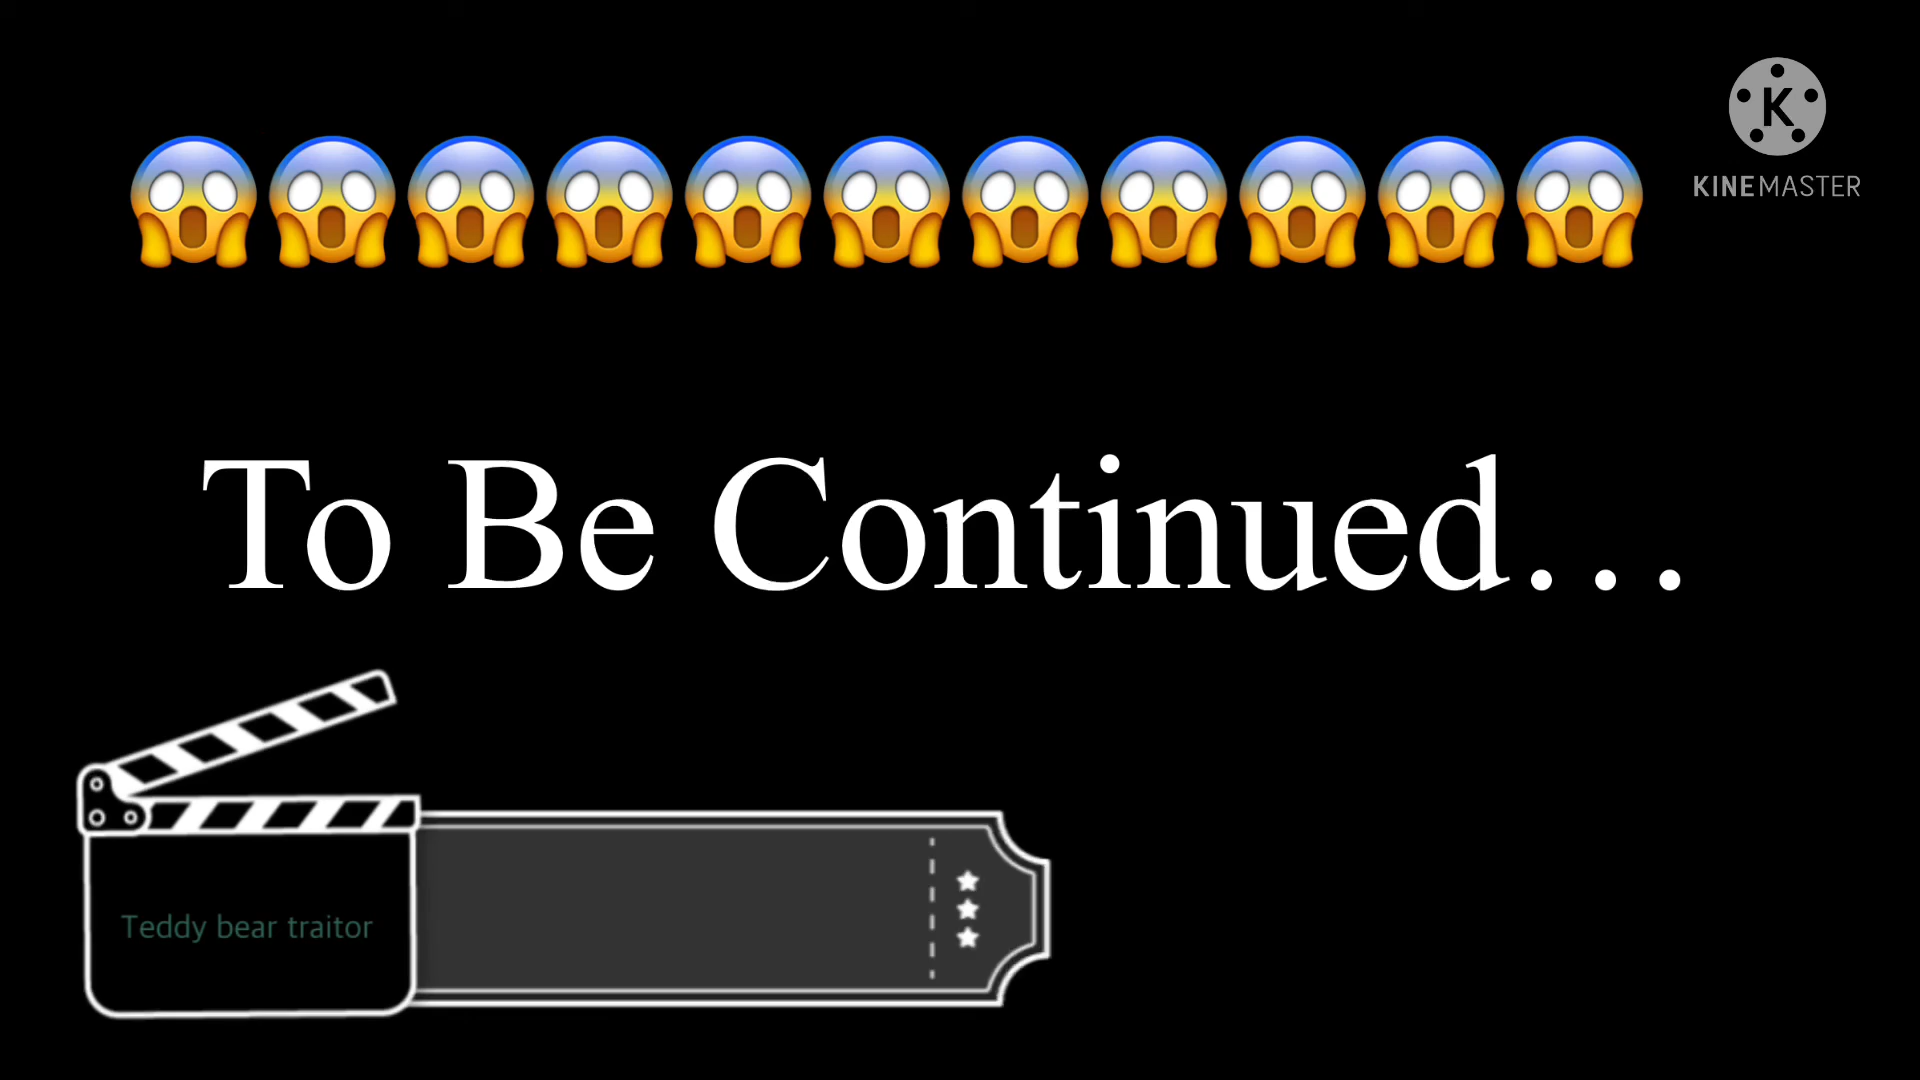 K
KINEMASTER
😱😱😱😱😱😱😱😱😱😱😱
To Be Continued...
Teddy bear traitor